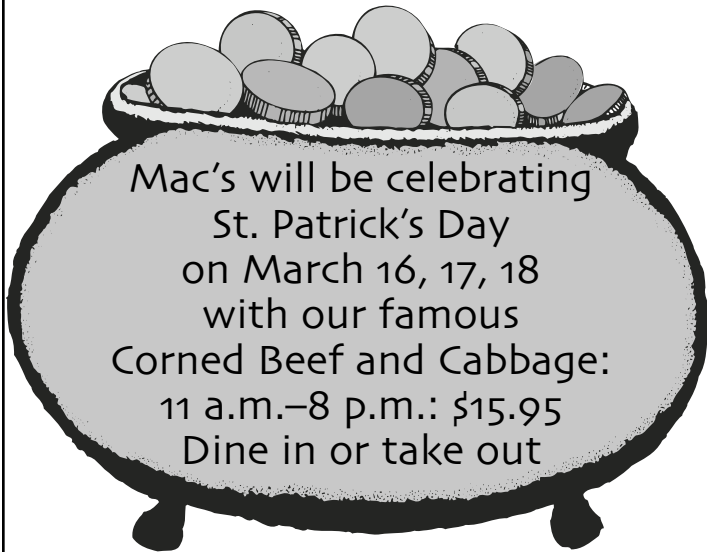 Mac's will be celebrating
St. Patrick's Day
on March 16, 17, 18
with our famous
Corned Beef and Cabbage:
11 a.m.–8 p.m.: $15.95
Dine in or take out